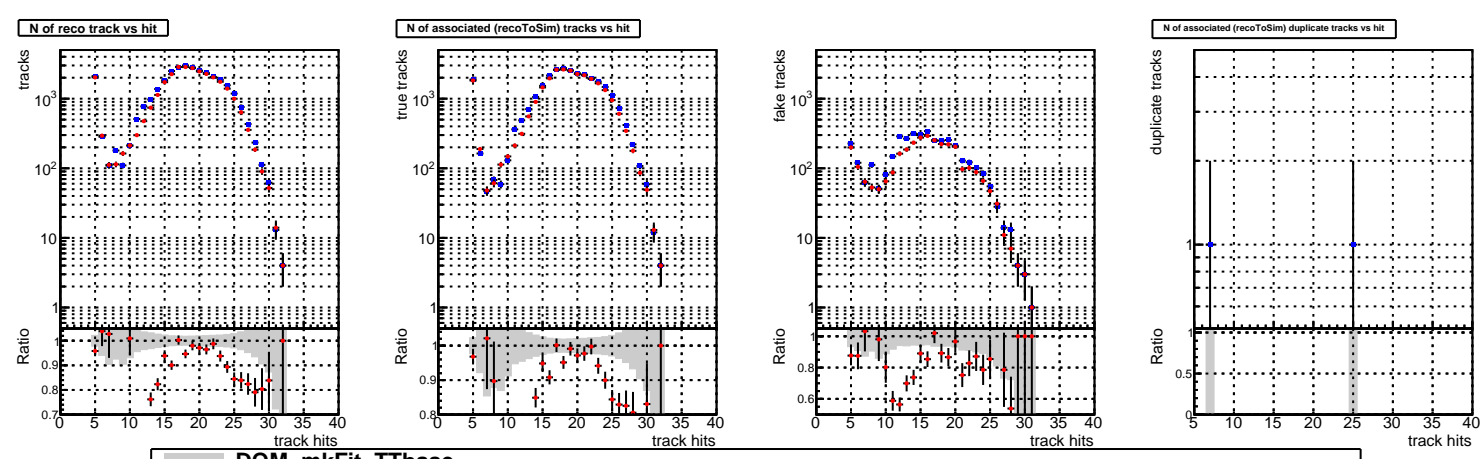 N of reco track vs hit
tracks
10³
10²
10
1
Ratio
1
0.9
0.8
0.7
0 5 10 15 20 25 30 35 40
track hits
N of associated (recoToSim) tracks vs hit
true tracks
10³
10²
10
1
Ratio
1
0.9
0.8
0 5 10 15 20 25 30 35 40
track hits
fake tracks
10³
10²
10
1
Ratio
1
0.8
0.6
0 5 10 15 20 25 30 35 40
track hits
N of associated (recoToSim) duplicate tracks vs hit
duplicate tracks
1
Ratio
1
0.5
0
5 10 15 20 25 30 35 40
track hits